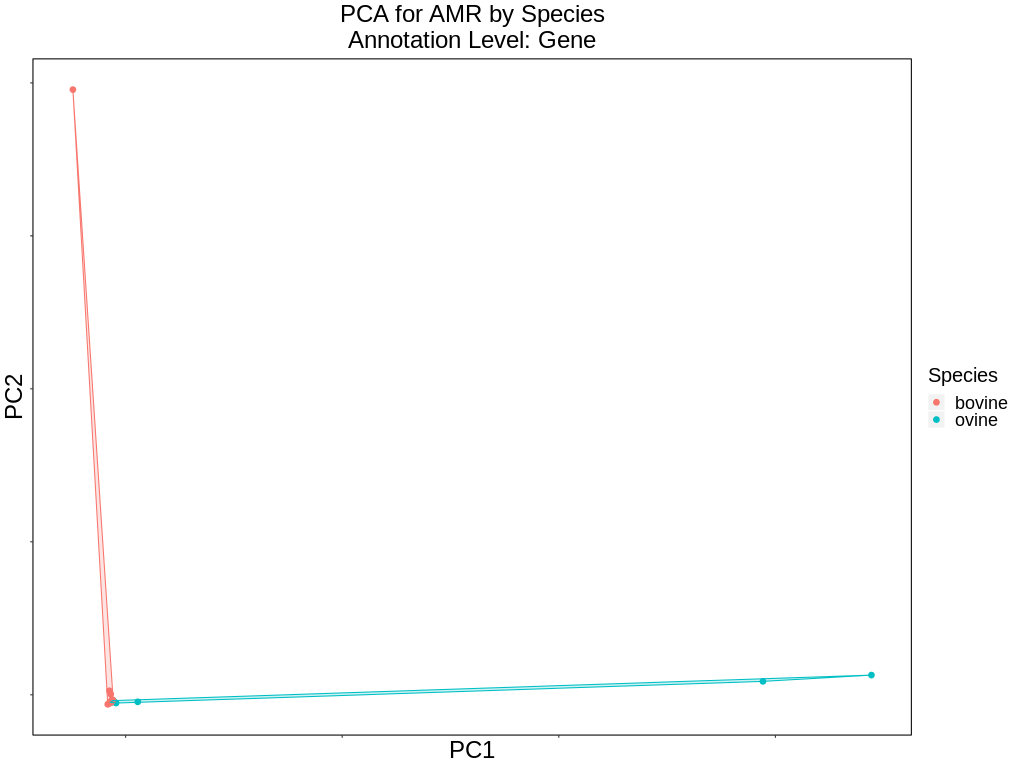 PCA for AMR by Species
Annotation Level: Gene
PC2
Species
bovine
ovine
PC1